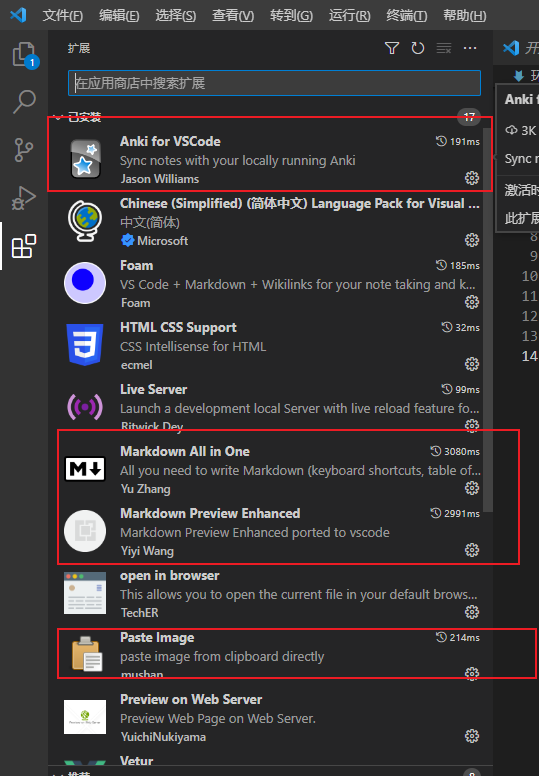 文件(F) 编辑(E) 选择(S) 查看(V) 转到(G) 运行(R) 终端(T) 帮助(H)
1
扩展
在应用商店中搜索扩展
已安装 17
Anki for VSCode 191ms
Sync notes with your locally running Anki
Jason Williams
Chinese (Simplified) (简体中文) Language Pack for Visual ...
中文(简体)
Microsoft
Foam 185ms
VS Code + Markdown + Wikilinks for your note taking and k...
Foam
HTML CSS Support 32ms
CSS Intellisense for HTML
ecmel
Live Server 99ms
Launch a development local Server with live reload feature fo...
Ritwick Dey
Markdown All in One 3080ms
All you need to write Markdown (keyboard shortcuts, table of...
Yu Zhang
Markdown Preview Enhanced 2991ms
Markdown Preview Enhanced ported to vscode
Yiyi Wang
open in browser
This allows you to open the current file in your default brows...
TechER
Paste Image 214ms
paste image from clipboard directly
mushan
Preview on Web Server
Preview Web Page on Web Server.
YuichiNukiyama
Vetur
推荐 8
开
环
Anki f
3K
Sync n
激活时
此扩展
8
9
10
11
12
13
14